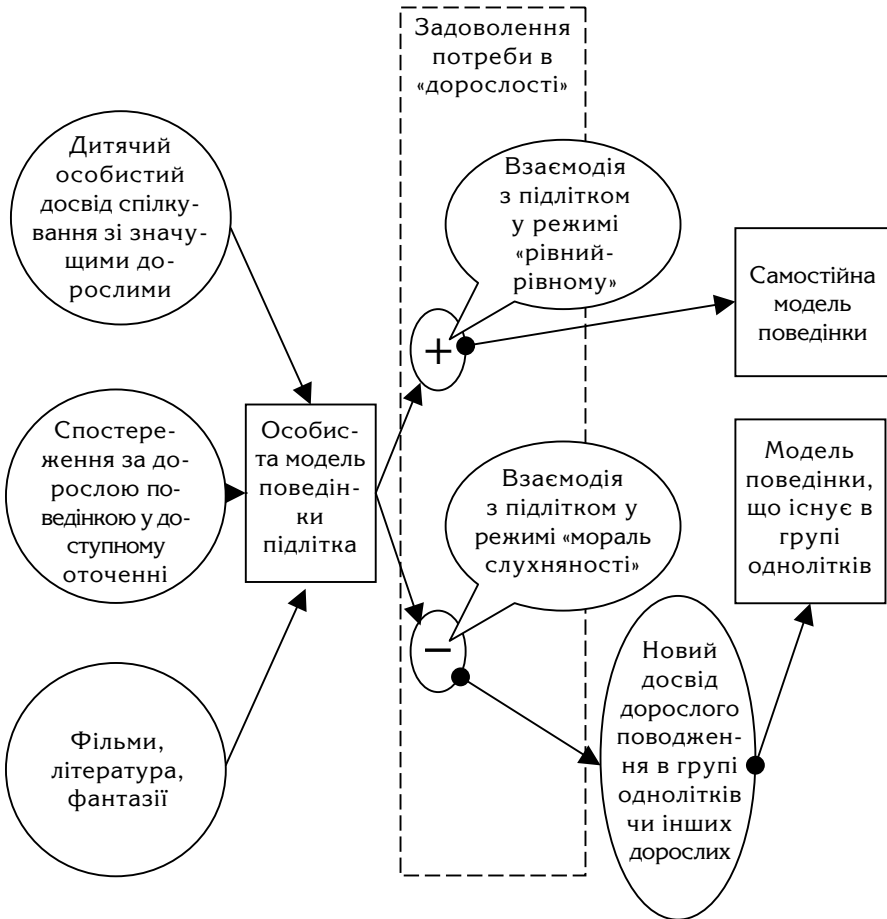 Задоволення
потреби в
«дорослості»
Дитячий
особистий
досвід спілку-
вання зі значу-
щими до-
рослими
Взаємодія
з підлітком
у режимі
«рівний-
рівному»
Самостійна
модель
поведінки
+
Спостере-
ження за до-
рослою по-
ведінкою у до-
ступному
оточенні
Особис-
та модель
поведін-
ки
підлітка
Взаємодія
з підлітком у
режимі «мораль
слухняності»
Модель
поведінки,
що існує в
групі
однолітків
−
Фільми,
література,
фантазії
Новий
досвід
дорослого
поводжен-
ня в групі
однолітків
чи інших
дорослих